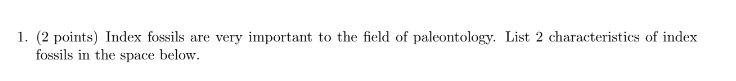 1. (2 points) Index fossils are very important to the field of paleontology. List 2 characteristics of index
fossils in the space below.